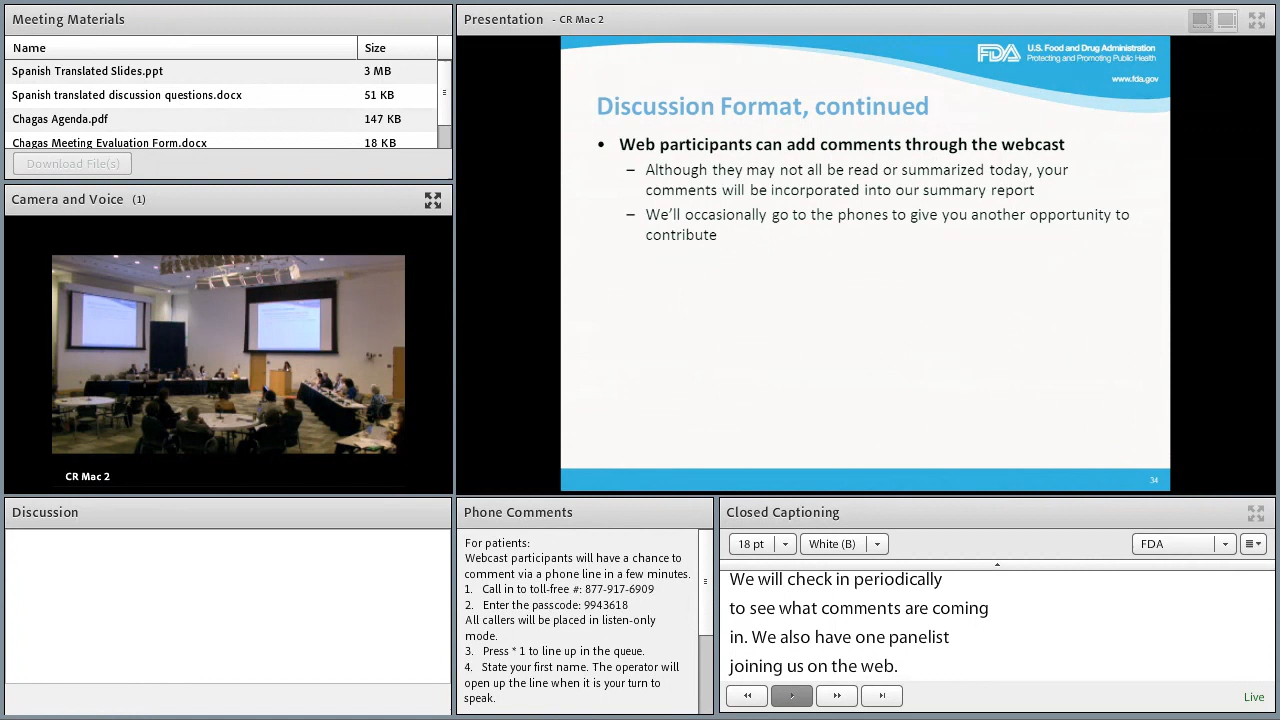 Meeting Materials
Name Size
Spanish Translated Slides.ppt 3 MB
Spanish translated discussion questions.docx 51 KB
Chagas Agenda.pdf 147 KB
Chagas Meeting Evaluation Form.docx 18 KB
Download File(s)
Camera and Voice (1)
CR Mac 2
Presentation - CR Mac 2
FDA U.S. Food and Drug Administration
Protecting and Promoting Public Health
www.fda.gov
Discussion Format, continued
• Web participants can add comments through the webcast
– Although they may not all be read or summarized today, your
comments will be incorporated into our summary report
– We'll occasionally go to the phones to give you another opportunity to
contribute
34
Discussion
Phone Comments
For patients:
Webcast participants will have a chance to
comment via a phone line in a few minutes.
1. Call in to toll-free #: 877-917-6909
2. Enter the passcode: 9943618
All callers will be placed in listen-only
mode.
3. Press * 1 to line up in the queue.
4. State your first name. The operator will
open up the line when it is your turn to
speak.
Closed Captioning
18 pt White (B) FDA
We will check in periodically
to see what comments are coming
in. We also have one panelist
joining us on the web.
Live